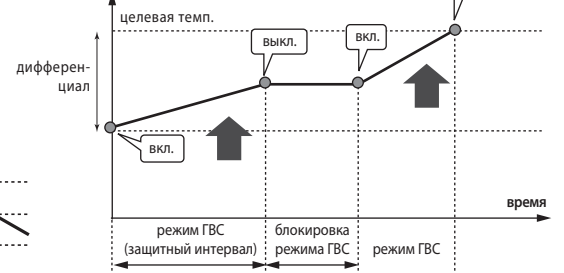 целевая темп.
выкл.
вкл.
дифферен-
циал
вкл.
время
режим ГВС
(защитный интервал)
блокировка
режима ГВС
режим ГВС